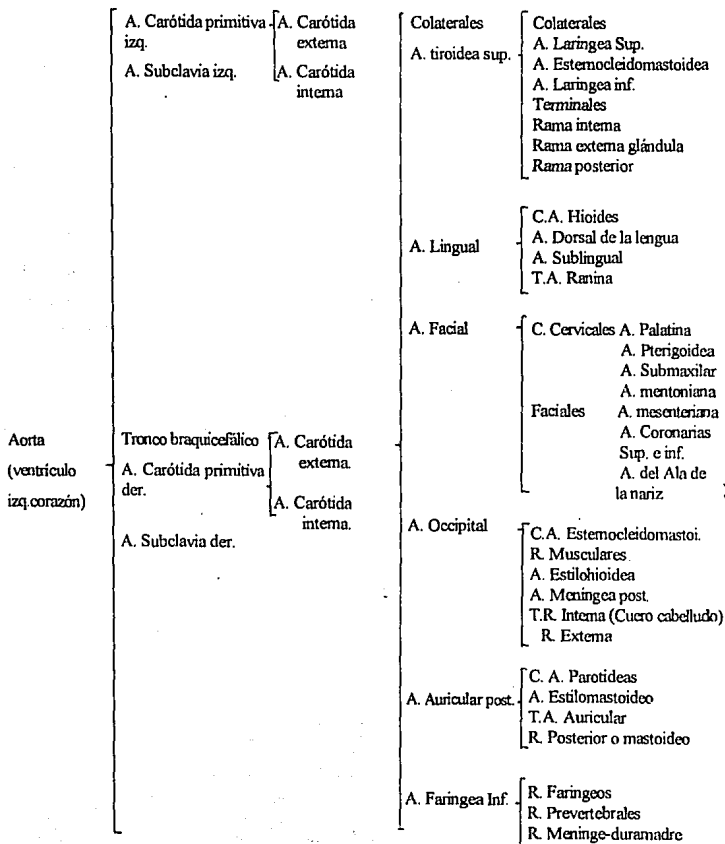 A. Carótida primitiva
izq.
A. Subclavia izq.
A. Carótida
externa
A. Carótida
interna
Aorta
(ventrículo
izq.corazón)
Tronco braquicefálico
A. Carótida primitiva
der.
A. Subclavia der.
A. Carótida
externa.
A. Carótida
interna.
Colaterales
A. tiroidea sup.
Colaterales
A. Laringea Sup.
A. Esternocleidomastoidea
A. Laringea inf.
Terminales
Rama interna
Rama externa glándula
Rama posterior
A. Lingual
C.A. Hioides
A. Dorsal de la lengua
A. Sublingual
T.A. Ranina
A. Facial
C. Cervicales A. Palatina
A. Pterigoidea
A. Submaxilar
A. mentoniana
Faciales A. mesenteriana
A. Coronarias
Sup. e inf.
A. del Ala de
la nariz
A. Occipital
C.A. Esternocleidomastoi.
R. Musculares.
A. Estilohioidea
A. Meníngea post.
T.R. Interna (Cuero cabelludo)
R. Externa
A. Auricular post.
C. A. Parotideas
A. Estilomastoideo
T.A. Auricular
R. Posterior o mastoideo
A. Faringea Inf.
R. Faringeos
R. Prevertebrales
R. Meninge-duramadre